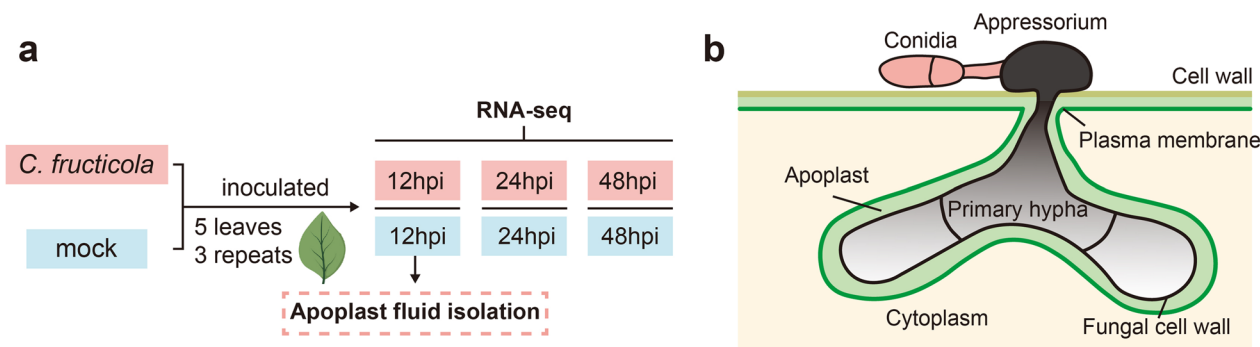 a
RNA-seq
C. fructicola
mock
inoculated
5 leaves
3 repeats
12hpi
24hpi
48hpi
12hpi
24hpi
48hpi
Apoplast fluid isolation
b
Appressorium
Conidia
Cell wall
Plasma membrane
Apoplast
Primary hypha
Cytoplasm
Fungal cell wall